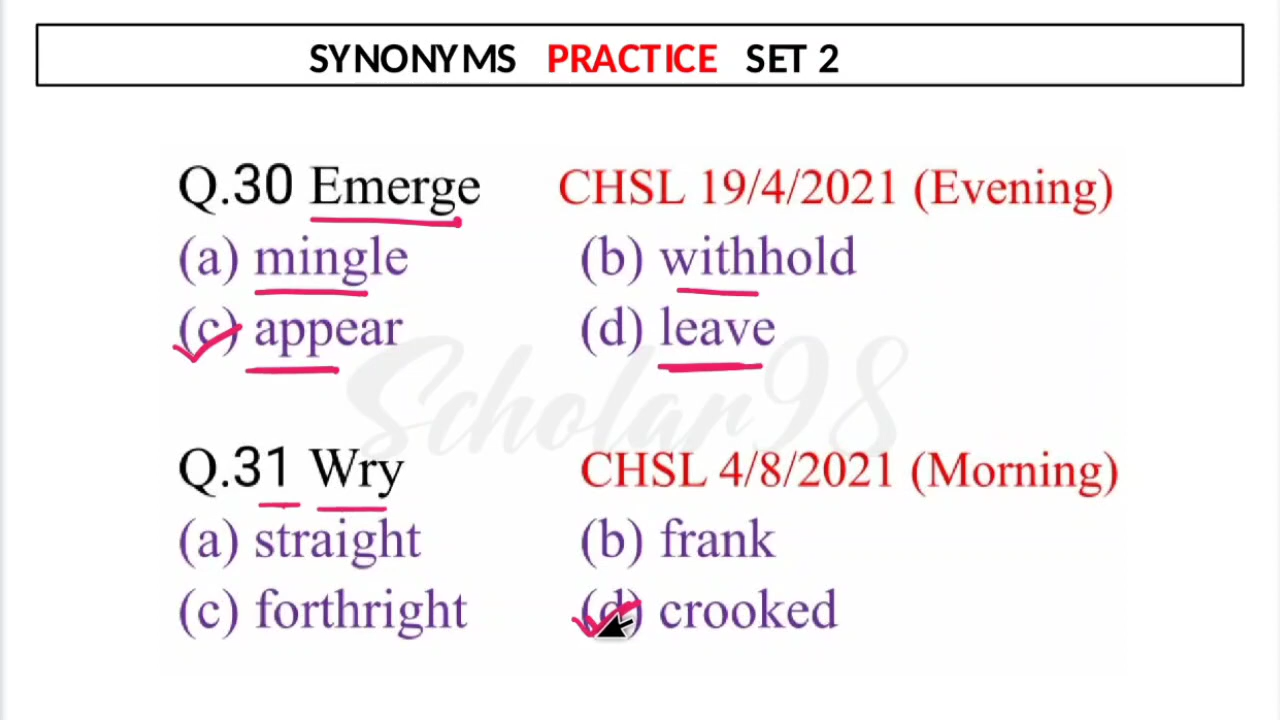 SYNONYMS PRACTICE SET 2
Q.30 Emerge CHSL 19/4/2021 (Evening)
(a) mingle (b) withhold
(c) appear (d) leave
Scholar98
Q.31 Wry CHSL 4/8/2021 (Morning)
(a) straight (b) frank
(c) forthright (d) crooked